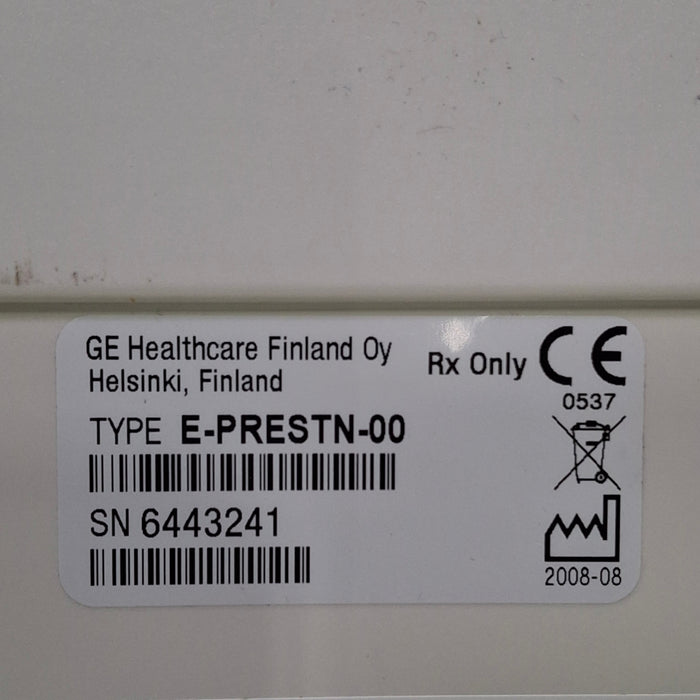 GE Healthcare Finland Oy
Helsinki, Finland
Rx Only
CE
0537
TYPE E-PRESTN-00
SN 6443241
2008-08